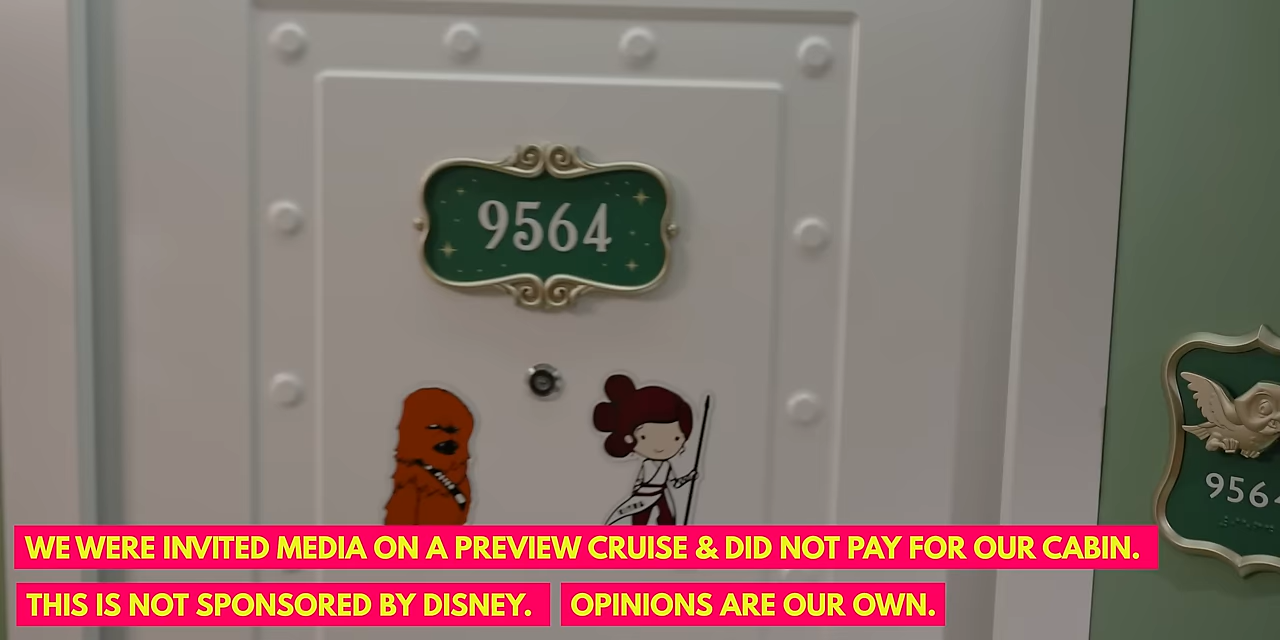 9564
956
WE WERE INVITED MEDIA ON A PREVIEW CRUISE & DID NOT PAY FOR OUR CABIN.
THIS IS NOT SPONSORED BY DISNEY. OPINIONS ARE OUR OWN.